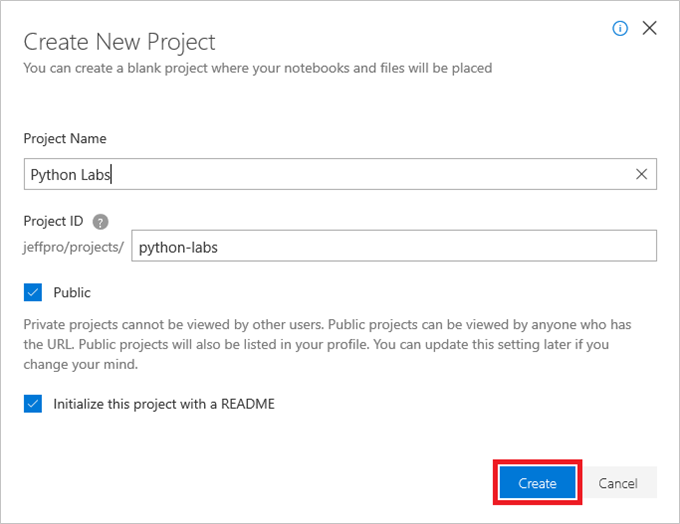 Create New Project
You can create a blank project where your notebooks and files will be placed
Project Name
Python Labs
Project ID ?
jeffpro/projects/ python-labs
Public
Private projects cannot be viewed by other users. Public projects can be viewed by anyone who has
the URL. Public projects will also be listed in your profile. You can update this setting later if you
change your mind.
Initialize this project with a README
Create Cancel